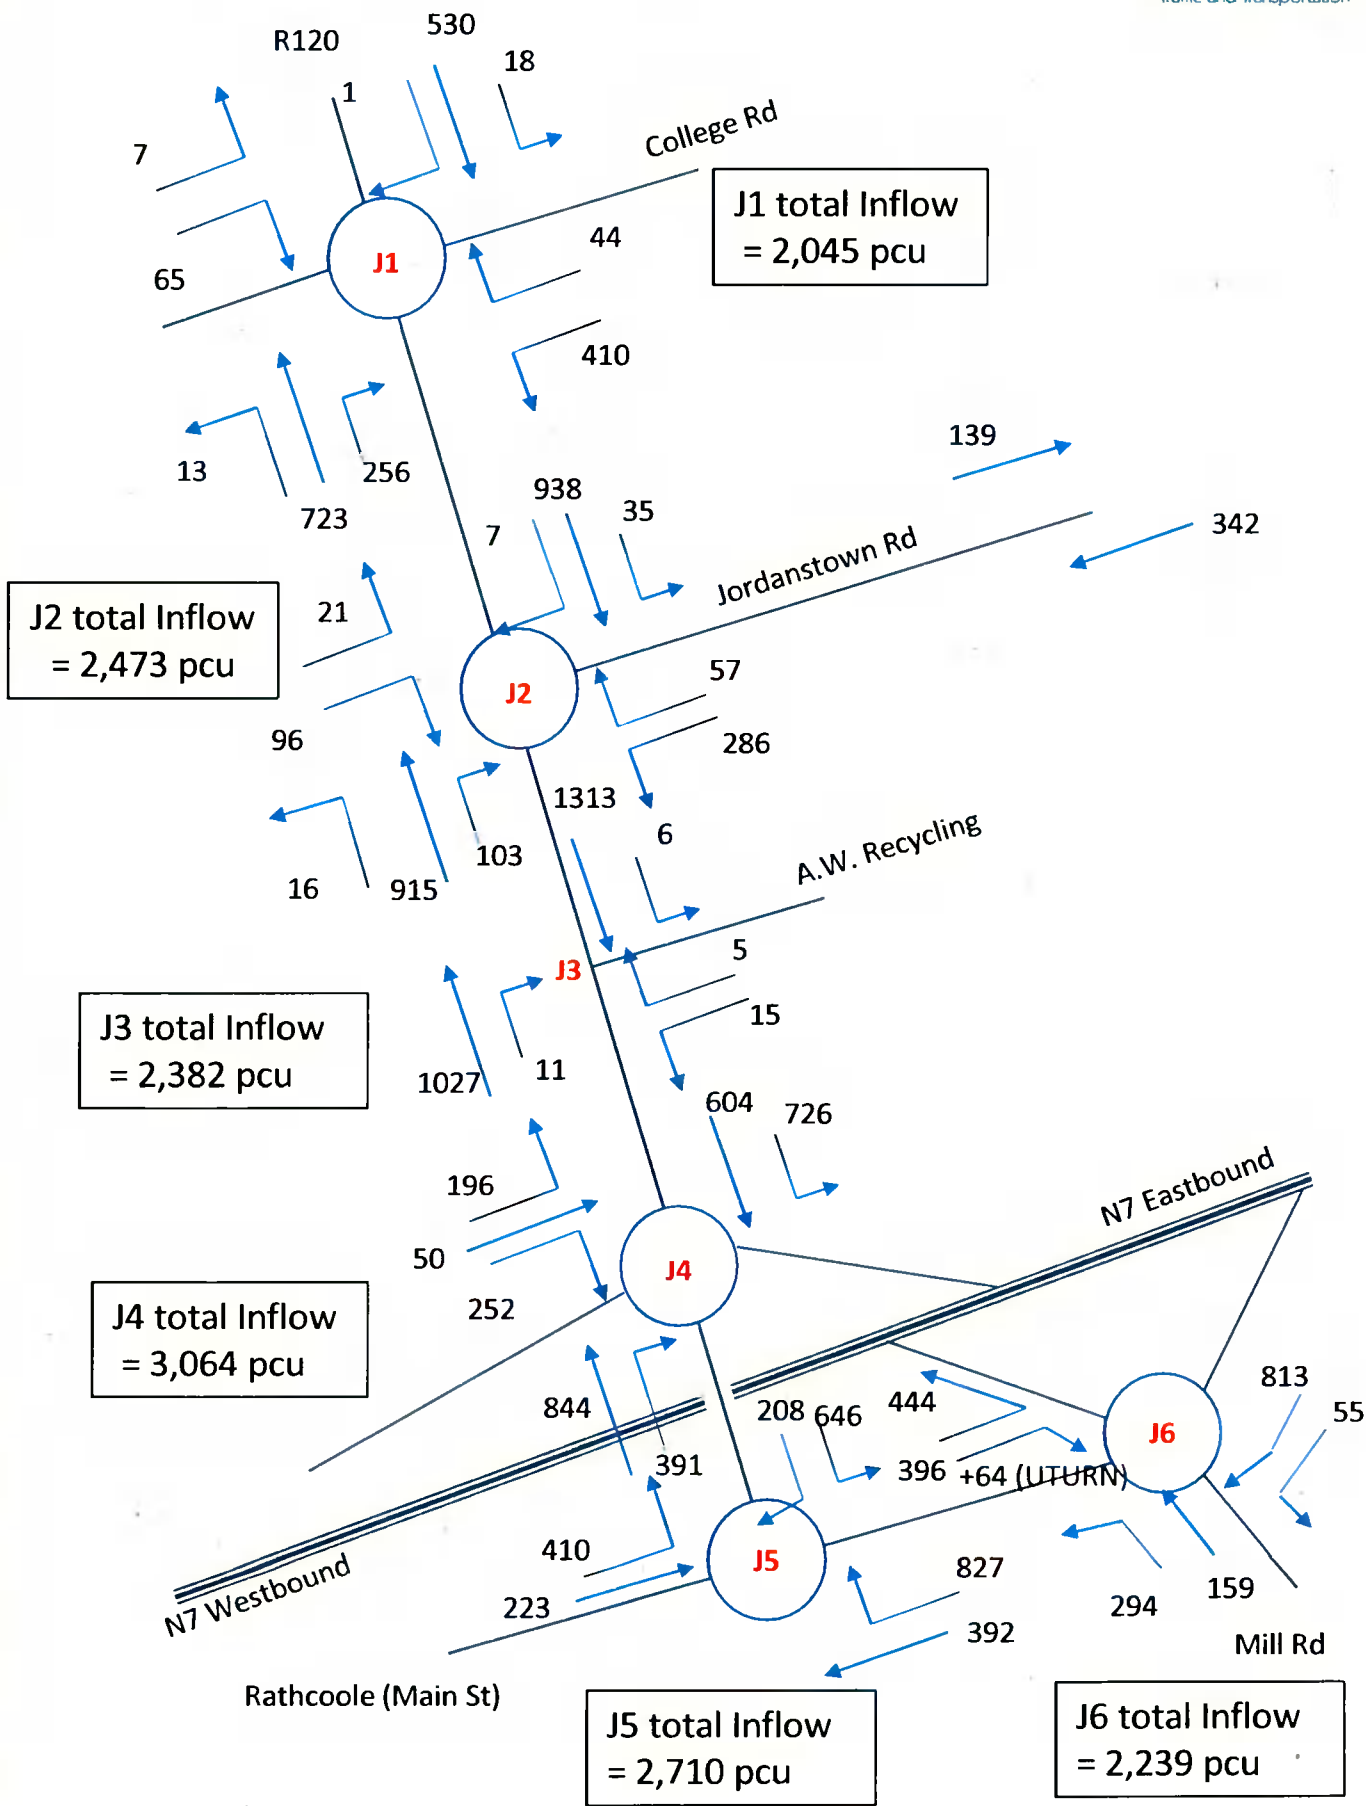 Traffic and Transportation
530
R120
18
1
College Rd
7
J1 total Inflow
= 2,045 pcu
44
J1
65
410
139
13
256
938
35
723
7
342
Jordanstown Rd
J2 total Inflow
= 2,473 pcu
21
57
J2
96
286
1313
6
103
A.W. Recycling
16
915
5
J3
15
J3 total Inflow
= 2,382 pcu
1027
11
604
726
196
N7 Eastbound
50
J4
252
J4 total Inflow
= 3,064 pcu
813
844
208
646
444
55
J6
391
396
+64 (UTURN)
410
J5
827
N7 Westbound
223
294
159
392
Mill Rd
Rathcoole (Main St)
J5 total Inflow
= 2,710 pcu
J6 total Inflow
= 2,239 pcu